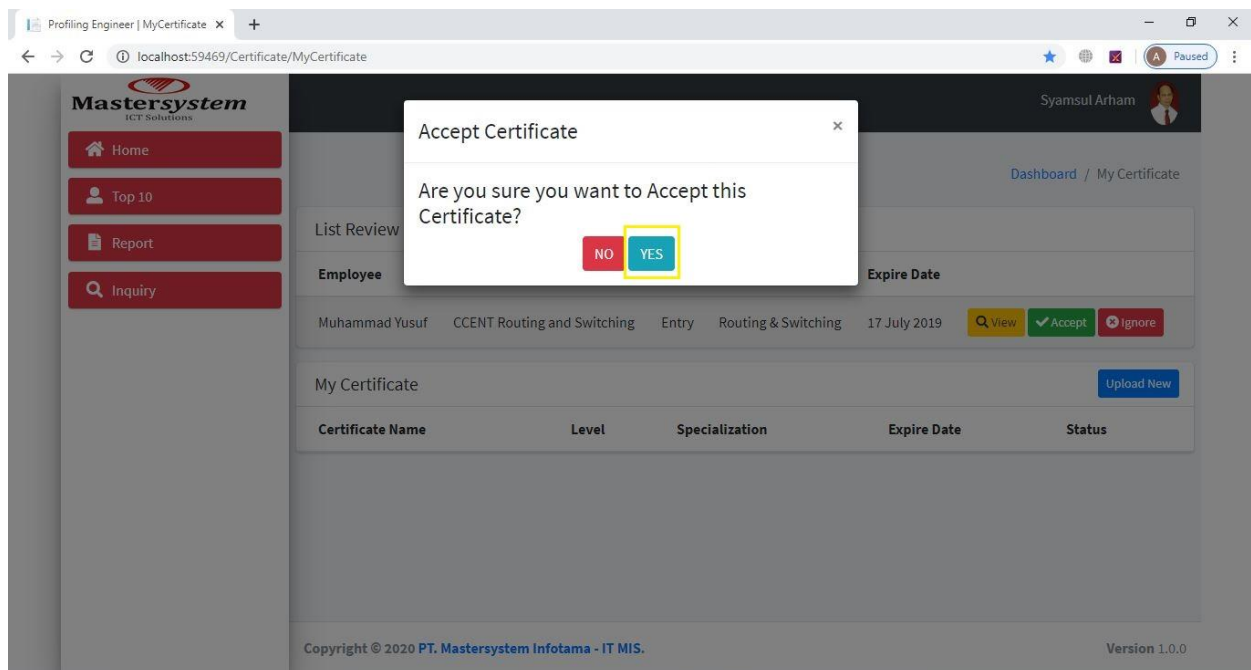 Profiling Engineer | MyCertificate
localhost:59469/Certificate/MyCertificate
Paused
Mastersystem
ICT Solutions
Syamsul Arham
Home
Top 10
Report
Inquiry
Accept Certificate
Are you sure you want to Accept this
Certificate?
NO YES
Dashboard / My Certificate
List Review
Employee Expire Date
Muhammad Yusuf CCENT Routing and Switching Entry Routing & Switching 17 July 2019 View Accept Ignore
My Certificate Upload New
Certificate Name Level Specialization Expire Date Status
Copyright © 2020 PT. Mastersystem Infotama - IT MIS. Version 1.0.0